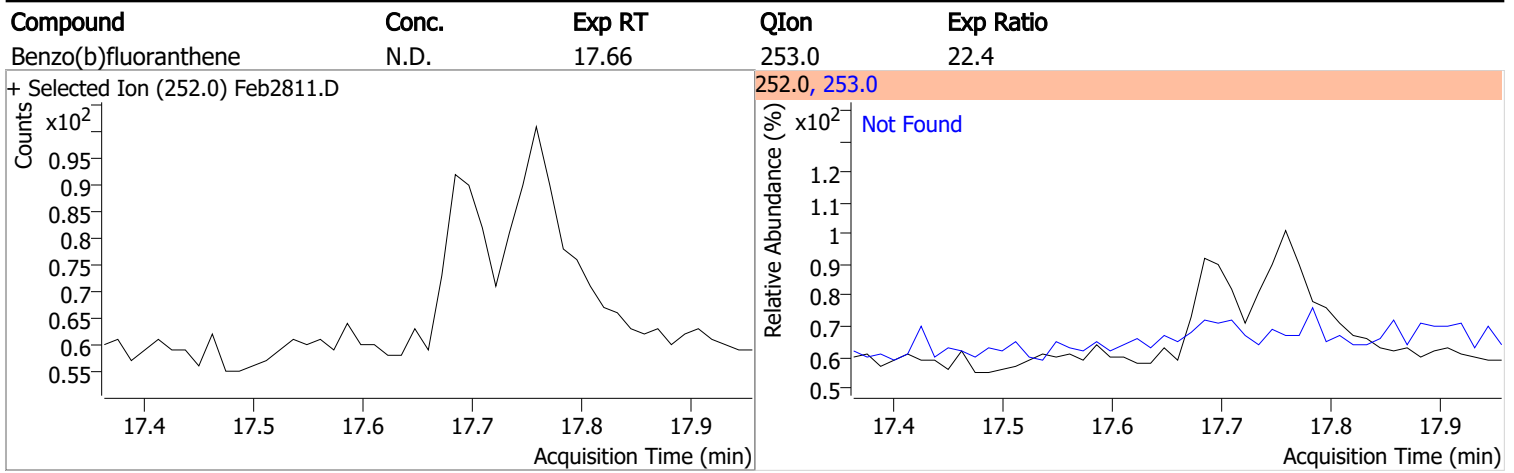 Compound Conc. Exp RT QIon Exp Ratio
Benzo(b)fluoranthene N.D. 17.66 253.0 22.4
+ Selected Ion (252.0) Feb2811.D
Counts
x10²
0.95
0.9
0.85
0.8
0.75
0.7
0.65
0.6
0.55
17.4 17.5 17.6 17.7 17.8 17.9
Acquisition Time (min)
252.0, 253.0
Relative Abundance (%)
x10²
Not Found
1.2
1.1
1
0.9
0.8
0.7
0.6
0.5
17.4 17.5 17.6 17.7 17.8 17.9
Acquisition Time (min)